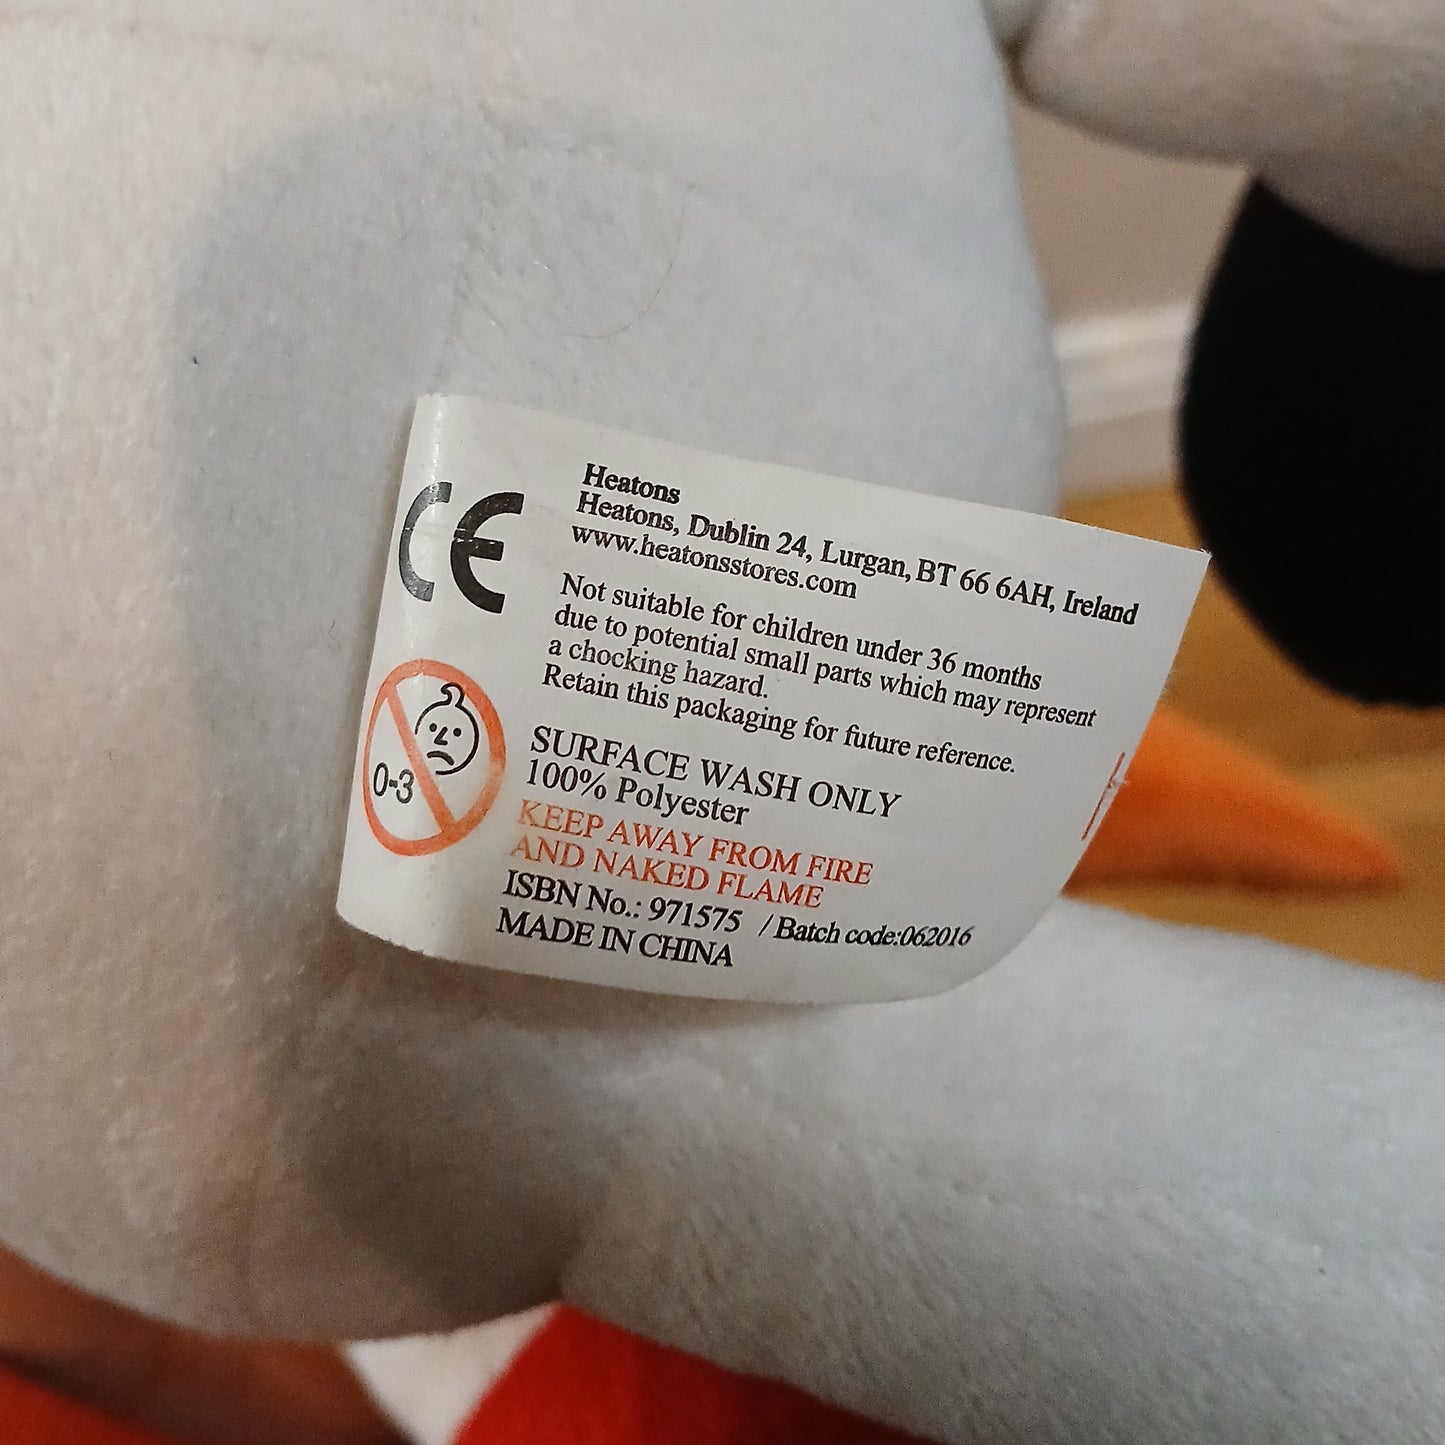 CE
Heatons
Heatons, Dublin 24, Lurgan, BT 66 6AH, Ireland
www.heatonsstores.com
Not suitable for children under 36 months
due to potential small parts which may represent
a chocking hazard.
Retain this packaging for future reference.
0-3
SURFACE WASH ONLY
100% Polyester
KEEP AWAY FROM FIRE
AND NAKED FLAME
ISBN No.: 971575 / Batch code:062016
MADE IN CHINA